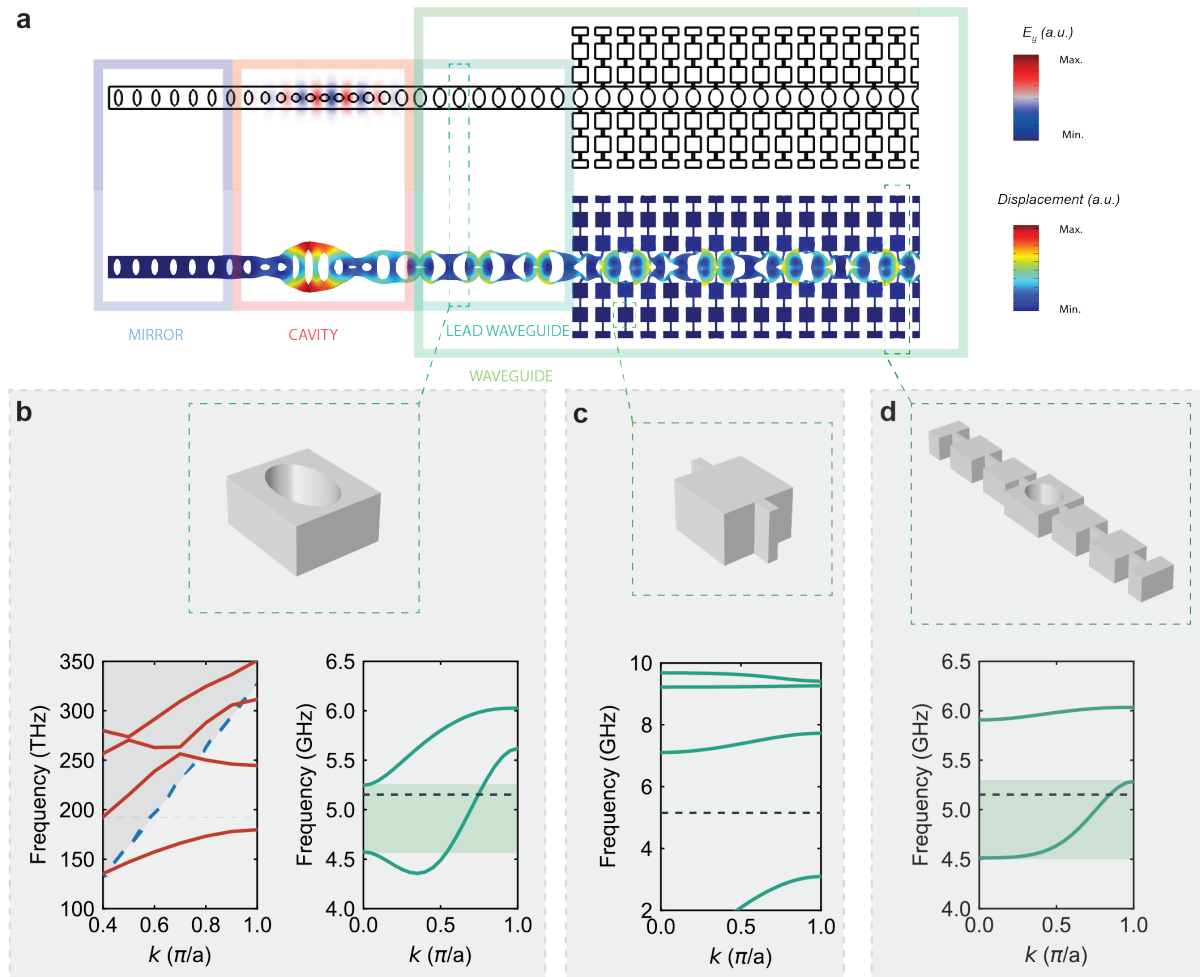 a
E_y (a.u.)
Max.
Min.
Displacement (a.u.)
Max.
Min.
MIRROR
CAVITY
LEAD WAVEGUIDE
WAVEGUIDE
b
c
d
Frequency (THz)
350
300
250
200
150
100
0.4
0.6
0.8
1.0
k (π/a)
Frequency (GHz)
6.5
6.0
5.5
5.0
4.5
4.0
0.0
0.5
1.0
k (π/a)
Frequency (GHz)
10
8
6
4
2
0.0
0.5
1.0
k (π/a)
Frequency (GHz)
6.5
6.0
5.5
5.0
4.5
4.0
0.0
0.5
1.0
k (π/a)